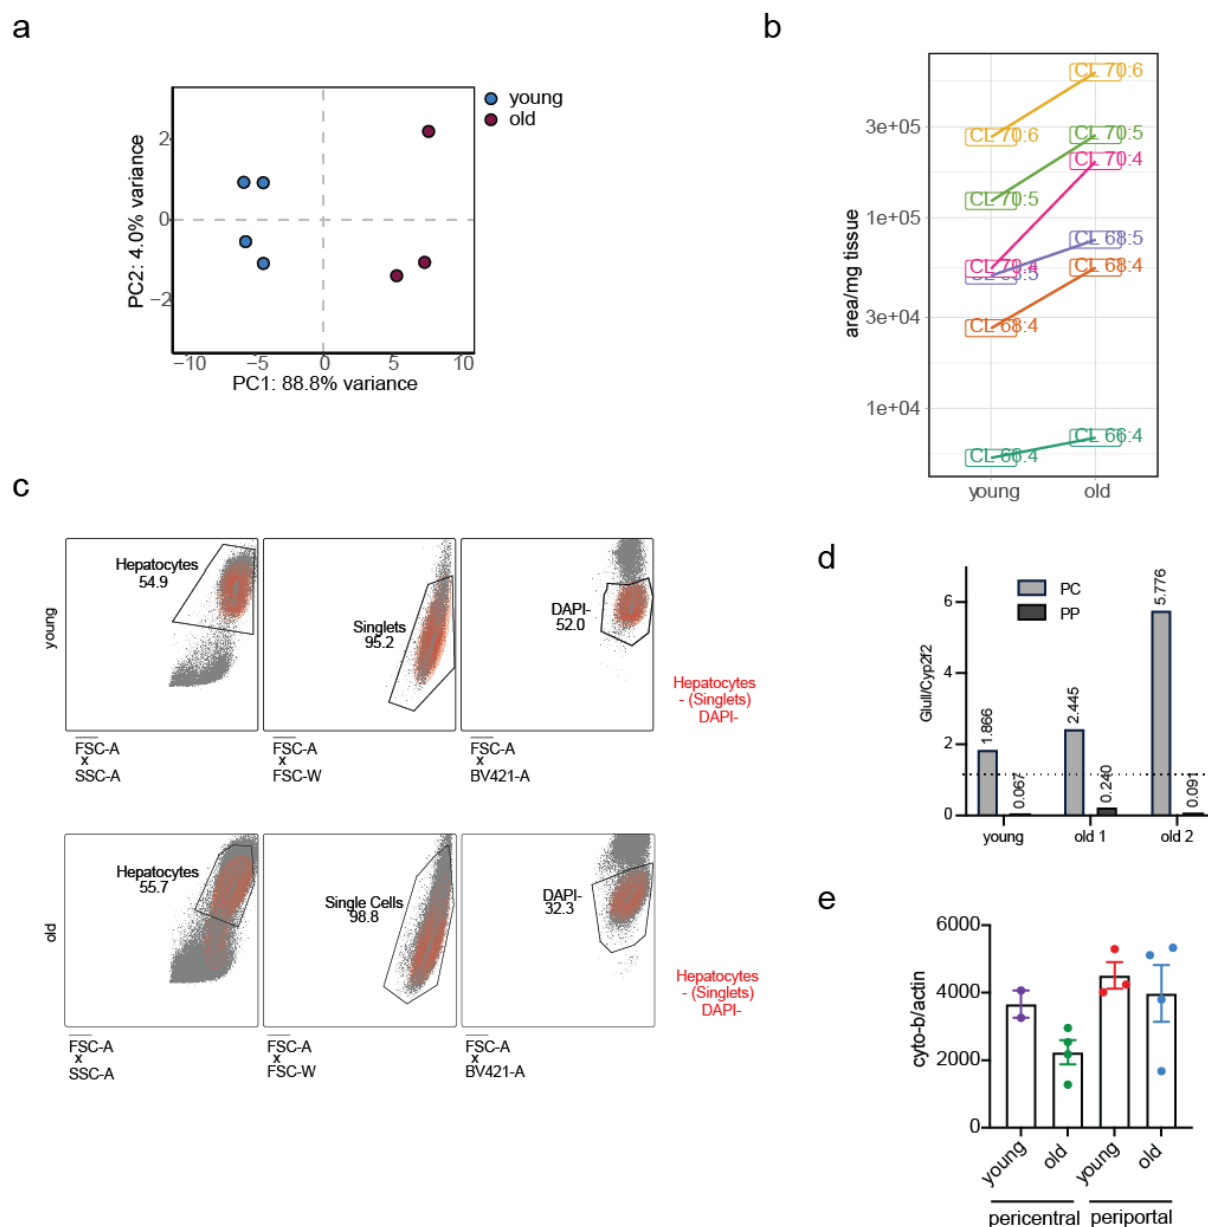 a
young
old
2
0
−2
−10
−5
0
5
10
PC2: 4.0% variance
PC1: 88.8% variance
b
CL 70:6
CL 70:6
CL 70:5
CL 70:5
CL 70:4
CL 70:4
CL 68:5
CL 68:4
CL 68:4
CL 66:4
3e+05
1e+05
3e+04
1e+04
area/mg tissue
young
old
c
young
Hepatocytes
54.9
Singlets
95.2
DAPI-
52.0
Hepatocytes
- (Singlets)
DAPI-
FSC-A
x
SSC-A
FSC-A
x
FSC-W
FSC-A
x
BV421-A
old
Hepatocytes
55.7
Single Cells
98.8
DAPI-
32.3
Hepatocytes
- (Singlets)
DAPI-
FSC-A
x
SSC-A
FSC-A
x
FSC-W
FSC-A
x
BV421-A
d
PC
PP
6
4
2
0
Glull/Cyp2f2
1.866
0.067
2.445
0.240
5.776
0.091
young
old 1
old 2
e
6000
4000
2000
0
cyto-b/actin
young
old
young
old
pericentral
periportal